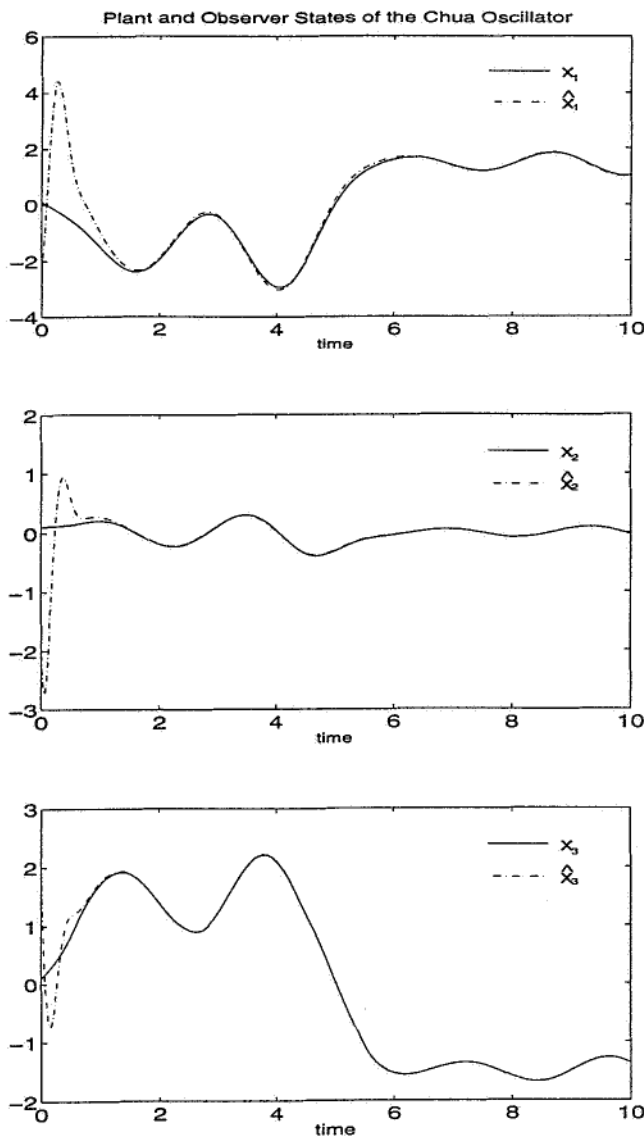 Plant and Observer States of the Chua Oscillator
6
4
2
0
−2
−4
x₁
x̂₁
0 2 4 6 8 10
time
2
1
0
−1
−2
−3
x₂
x̂₂
0 2 4 6 8 10
time
3
2
1
0
−1
−2
x₃
x̂₃
0 2 4 6 8 10
time